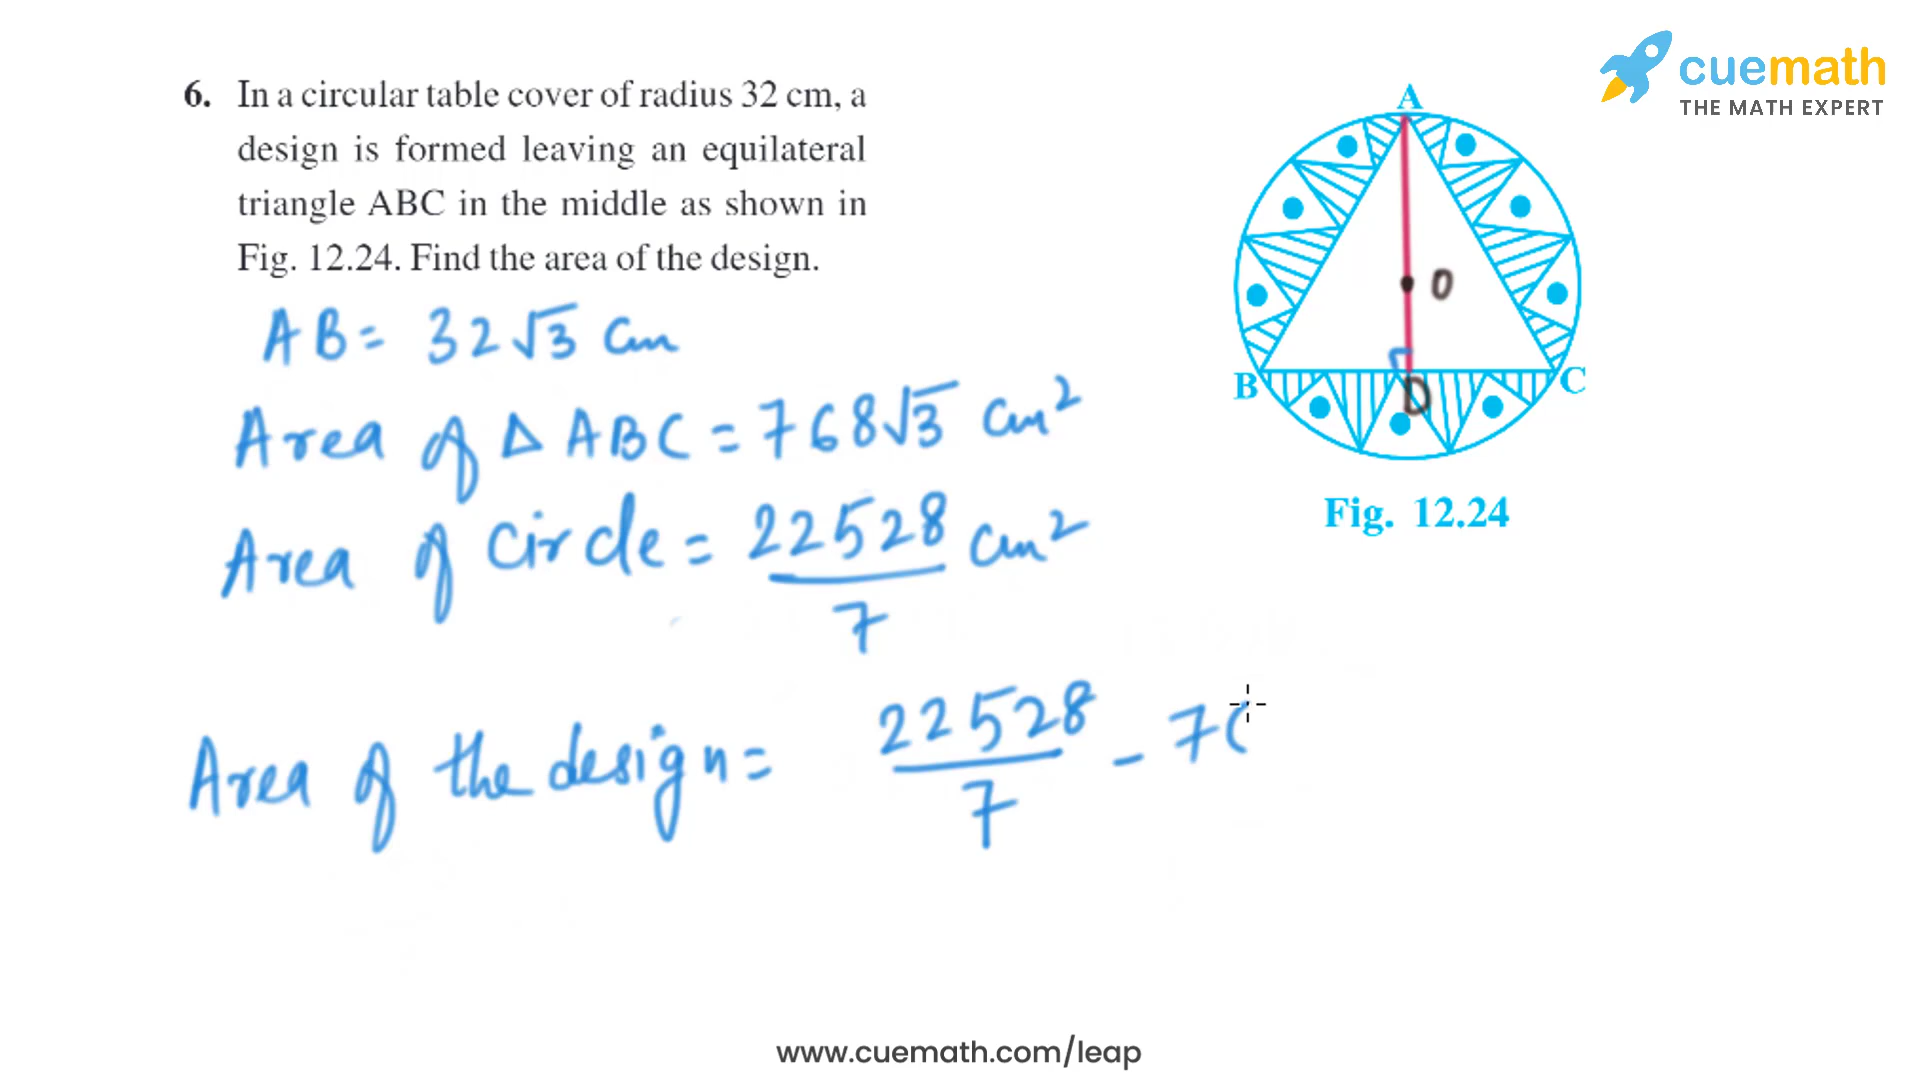 cuemath
THE MATH EXPERT
6. In a circular table cover of radius 32 cm, a
design is formed leaving an equilateral
triangle ABC in the middle as shown in
Fig. 12.24. Find the area of the design.
A
O
B
D
C
Fig. 12.24
AB = 32√3 cm
Area of Δ ABC = 768√3 cm²
Area of Circle = 22528/7 cm²
Area of the design = 22528/7 - 7
www.cuemath.com/leap